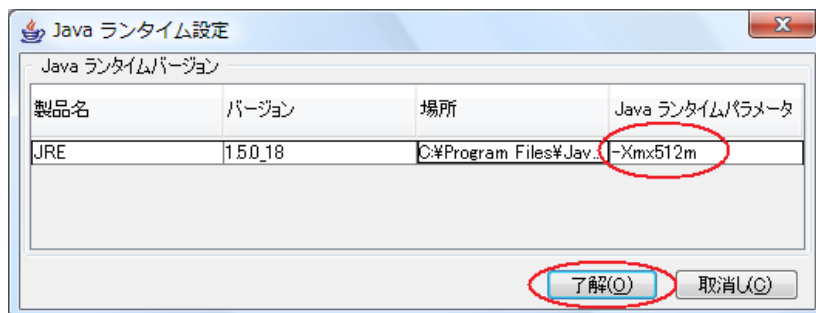 Java ランタイム設定
Java ランタイムバージョン
製品名 バージョン 場所 Java ランタイムパラメータ
JRE 1.5.0_18 C:¥Program Files¥Jav... -Xmx512m
了解(O) 取消し(C)